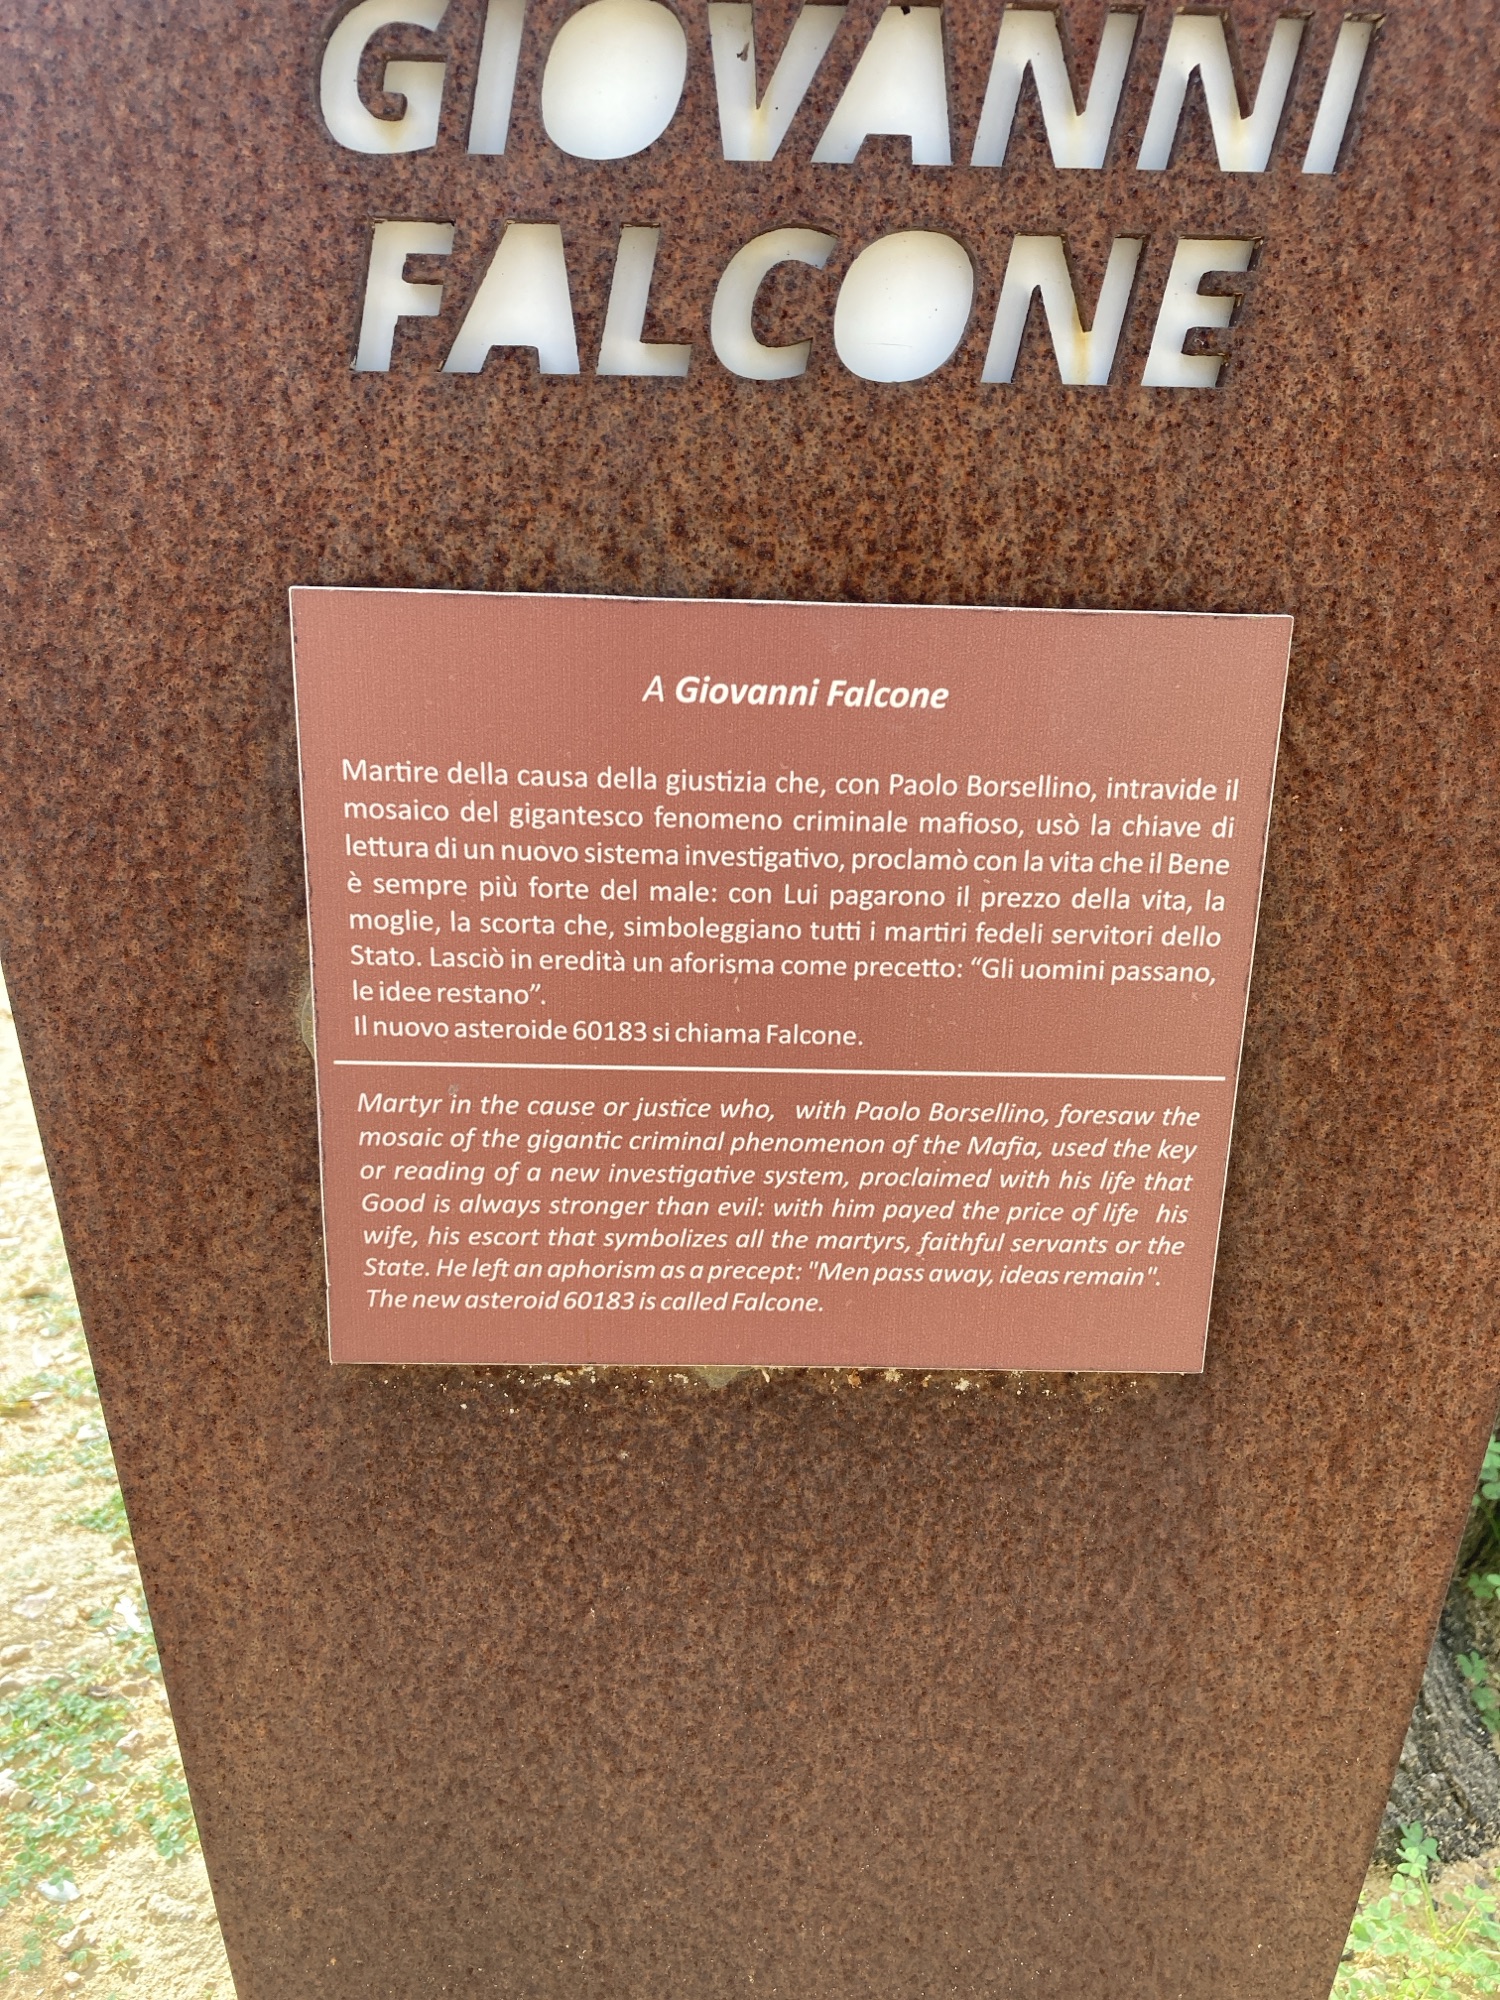 GIOVANNI
FALCONE
A Giovanni Falcone
Martire della causa della giustizia che, con Paolo Borsellino, intravide il
mosaico del gigantesco fenomeno criminale mafioso, usò la chiave di
lettura di un nuovo sistema investigativo, proclamò con la vita che il Bene
è sempre più forte del male: con Lui pagarono il prezzo della vita, la
moglie, la scorta che, simboleggiano tutti i martiri fedeli servitori dello
Stato. Lasciò in eredità un aforisma come precetto: “Gli uomini passano,
le idee restano”.
Il nuovo asteroide 60183 si chiama Falcone.
Martyr in the cause or justice who, with Paolo Borsellino, foresaw the
mosaic of the gigantic criminal phenomenon of the Mafia, used the key
or reading of a new investigative system, proclaimed with his life that
Good is always stronger than evil: with him payed the price of life his
wife, his escort that symbolizes all the martyrs, faithful servants or the
State. He left an aphorism as a precept: "Men pass away, ideas remain".
The new asteroid 60183 is called Falcone.